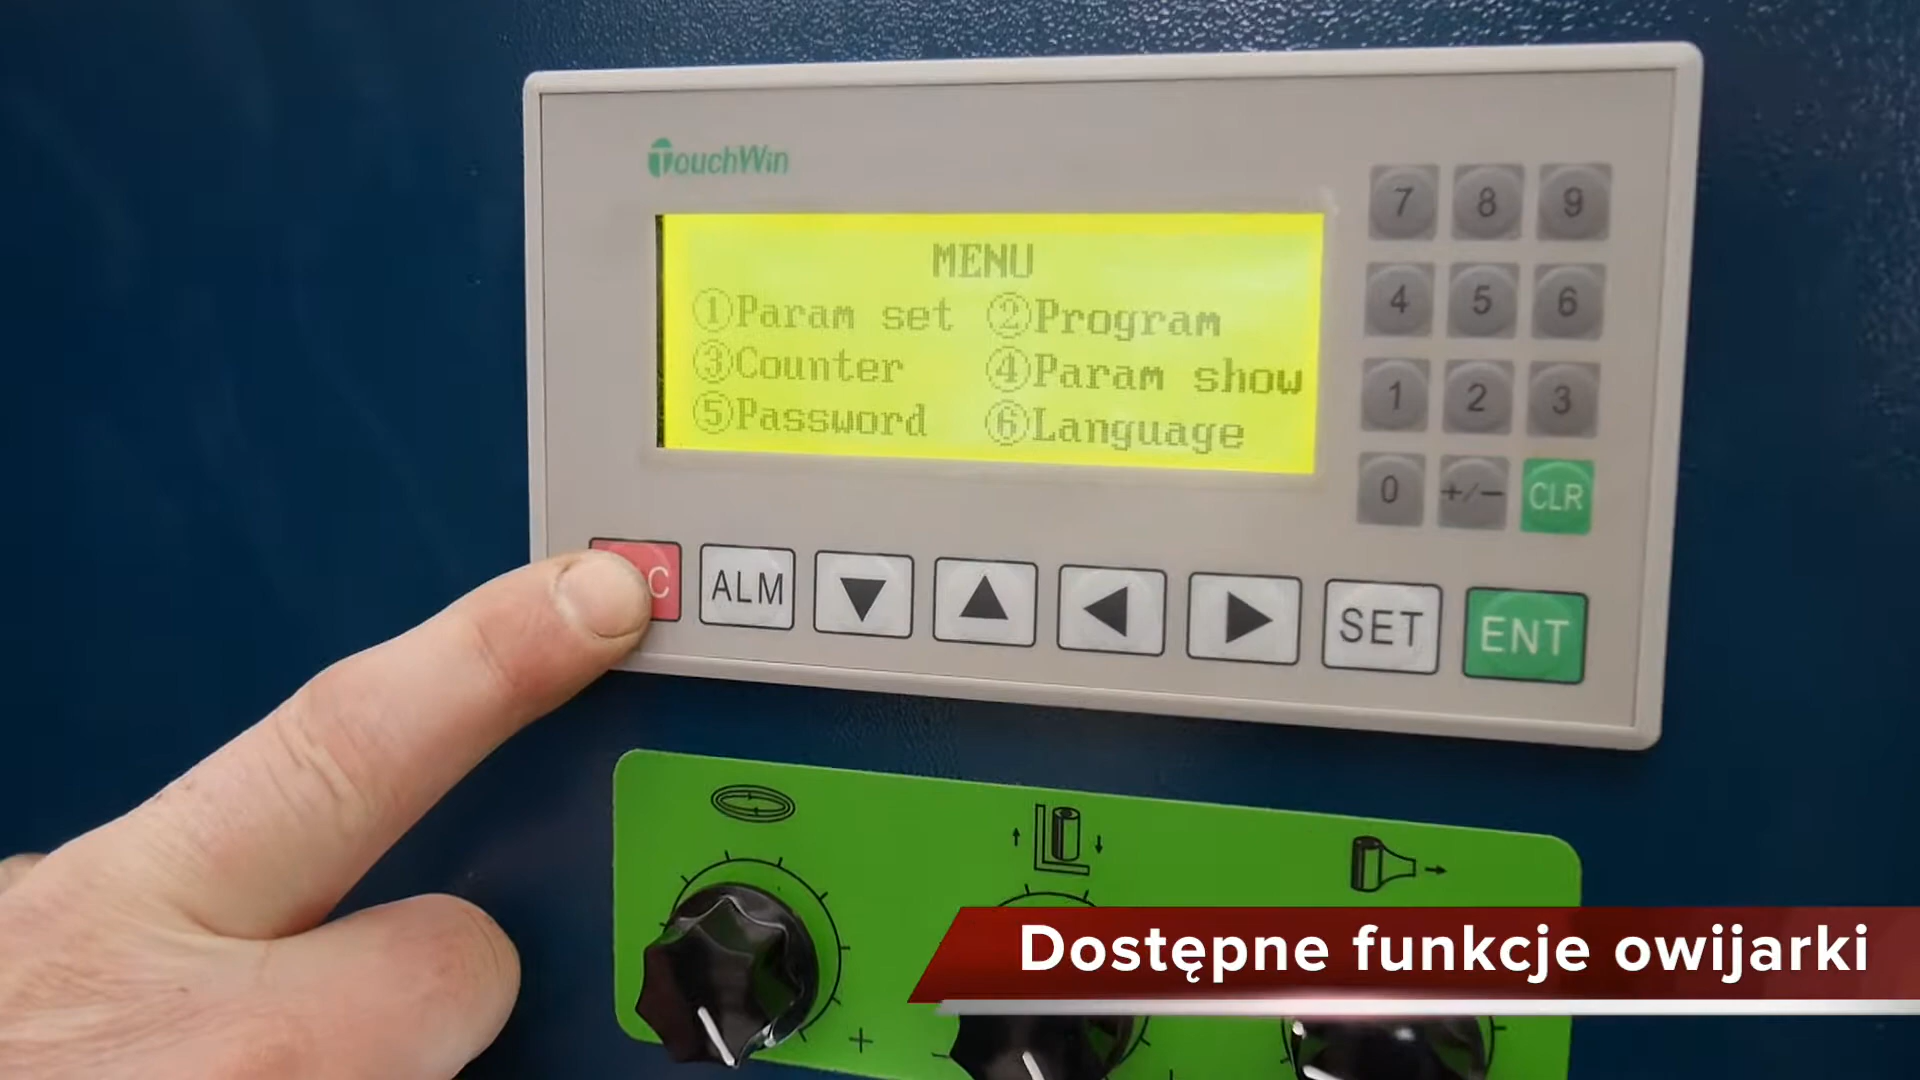 TouchWin
MENU
①Param set ②Program
③Counter ④Param show
⑤Password ⑥Language
7 8 9
4 5 6
1 2 3
0 +/- CLR
C ALM SET ENT
+
-
Dostępne funkcje owijarki